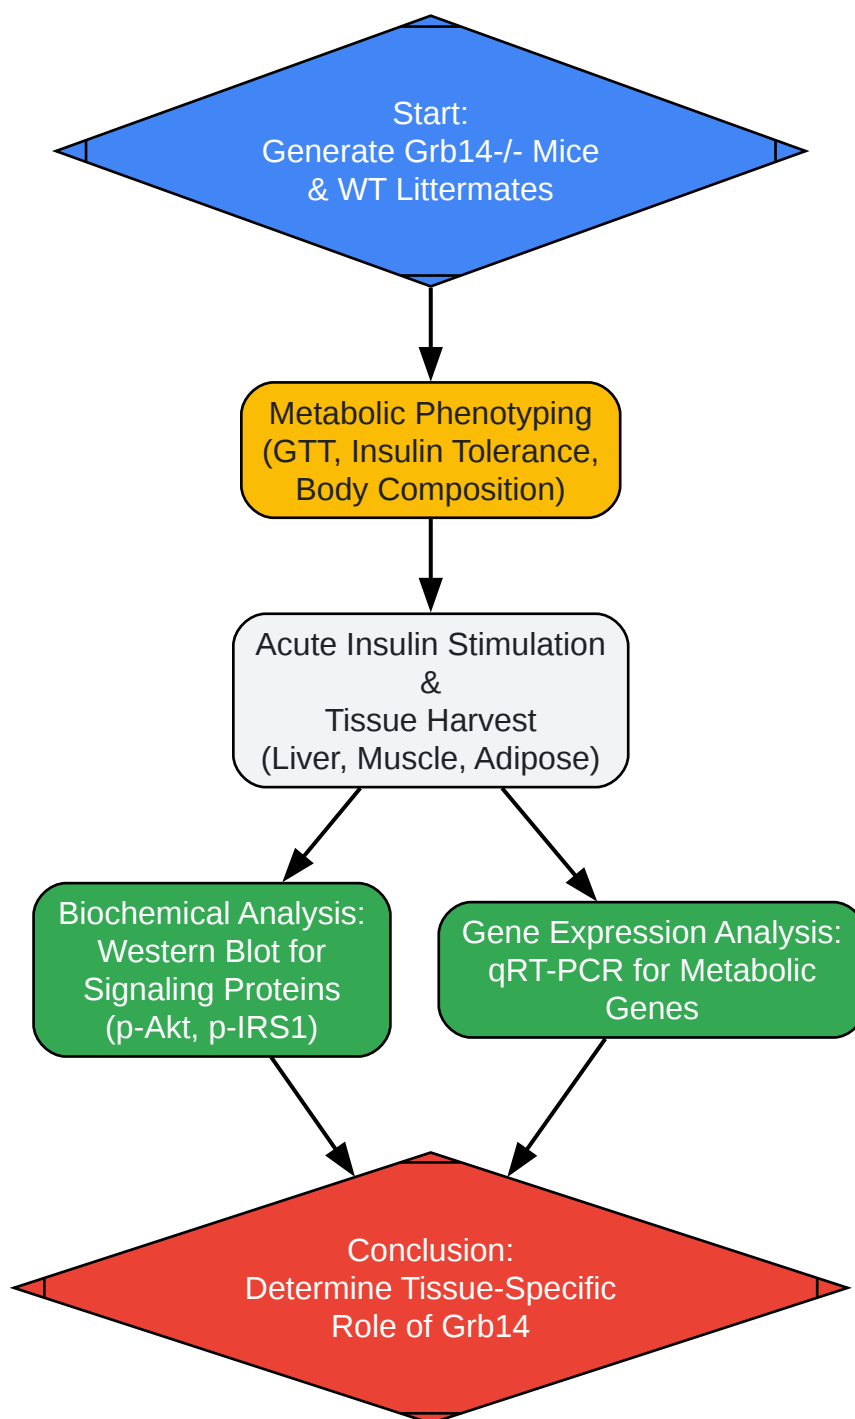 Start:
Generate Grb14-/- Mice
& WT Littermates
Metabolic Phenotyping
(GTT, Insulin Tolerance,
Body Composition)
Acute Insulin Stimulation
&
Tissue Harvest
(Liver, Muscle, Adipose)
Biochemical Analysis:
Western Blot for
Signaling Proteins
(p-Akt, p-IRS1)
Gene Expression Analysis:
qRT-PCR for Metabolic
Genes
Conclusion:
Determine Tissue-Specific
Role of Grb14